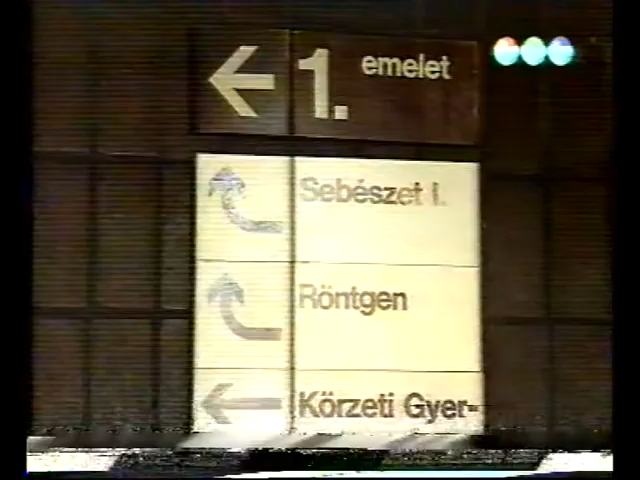 1. emelet
Sebészet I.
Röntgen
Körzeti Gyer-